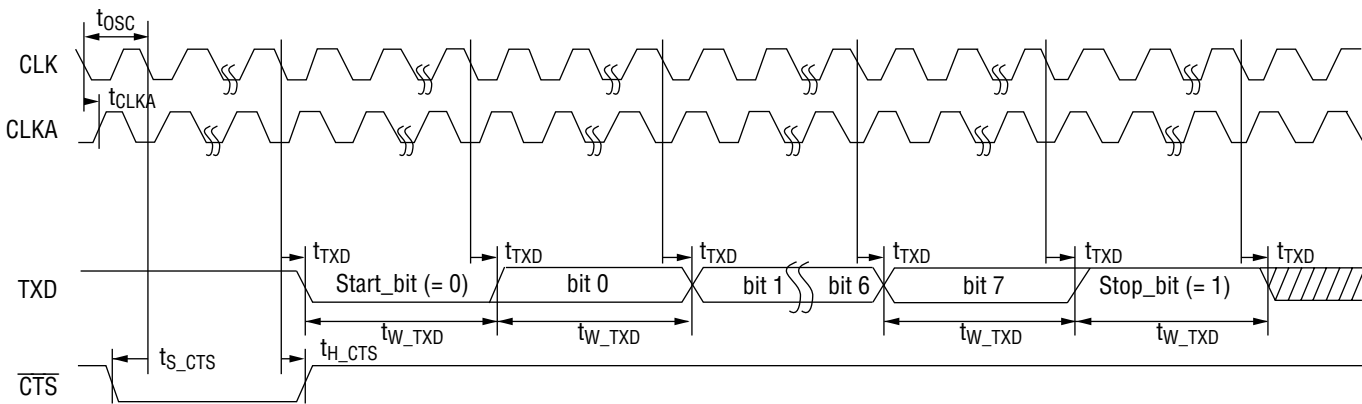 tOSC
CLK
tCLKA
CLKA
tTXD tTXD tTXD tTXD tTXD tTXD
TXD Start_bit (= 0) bit 0 bit 1 bit 6 bit 7 Stop_bit (= 1)
tW_TXD tW_TXD tW_TXD tW_TXD
tS_CTS tH_CTS
CTS